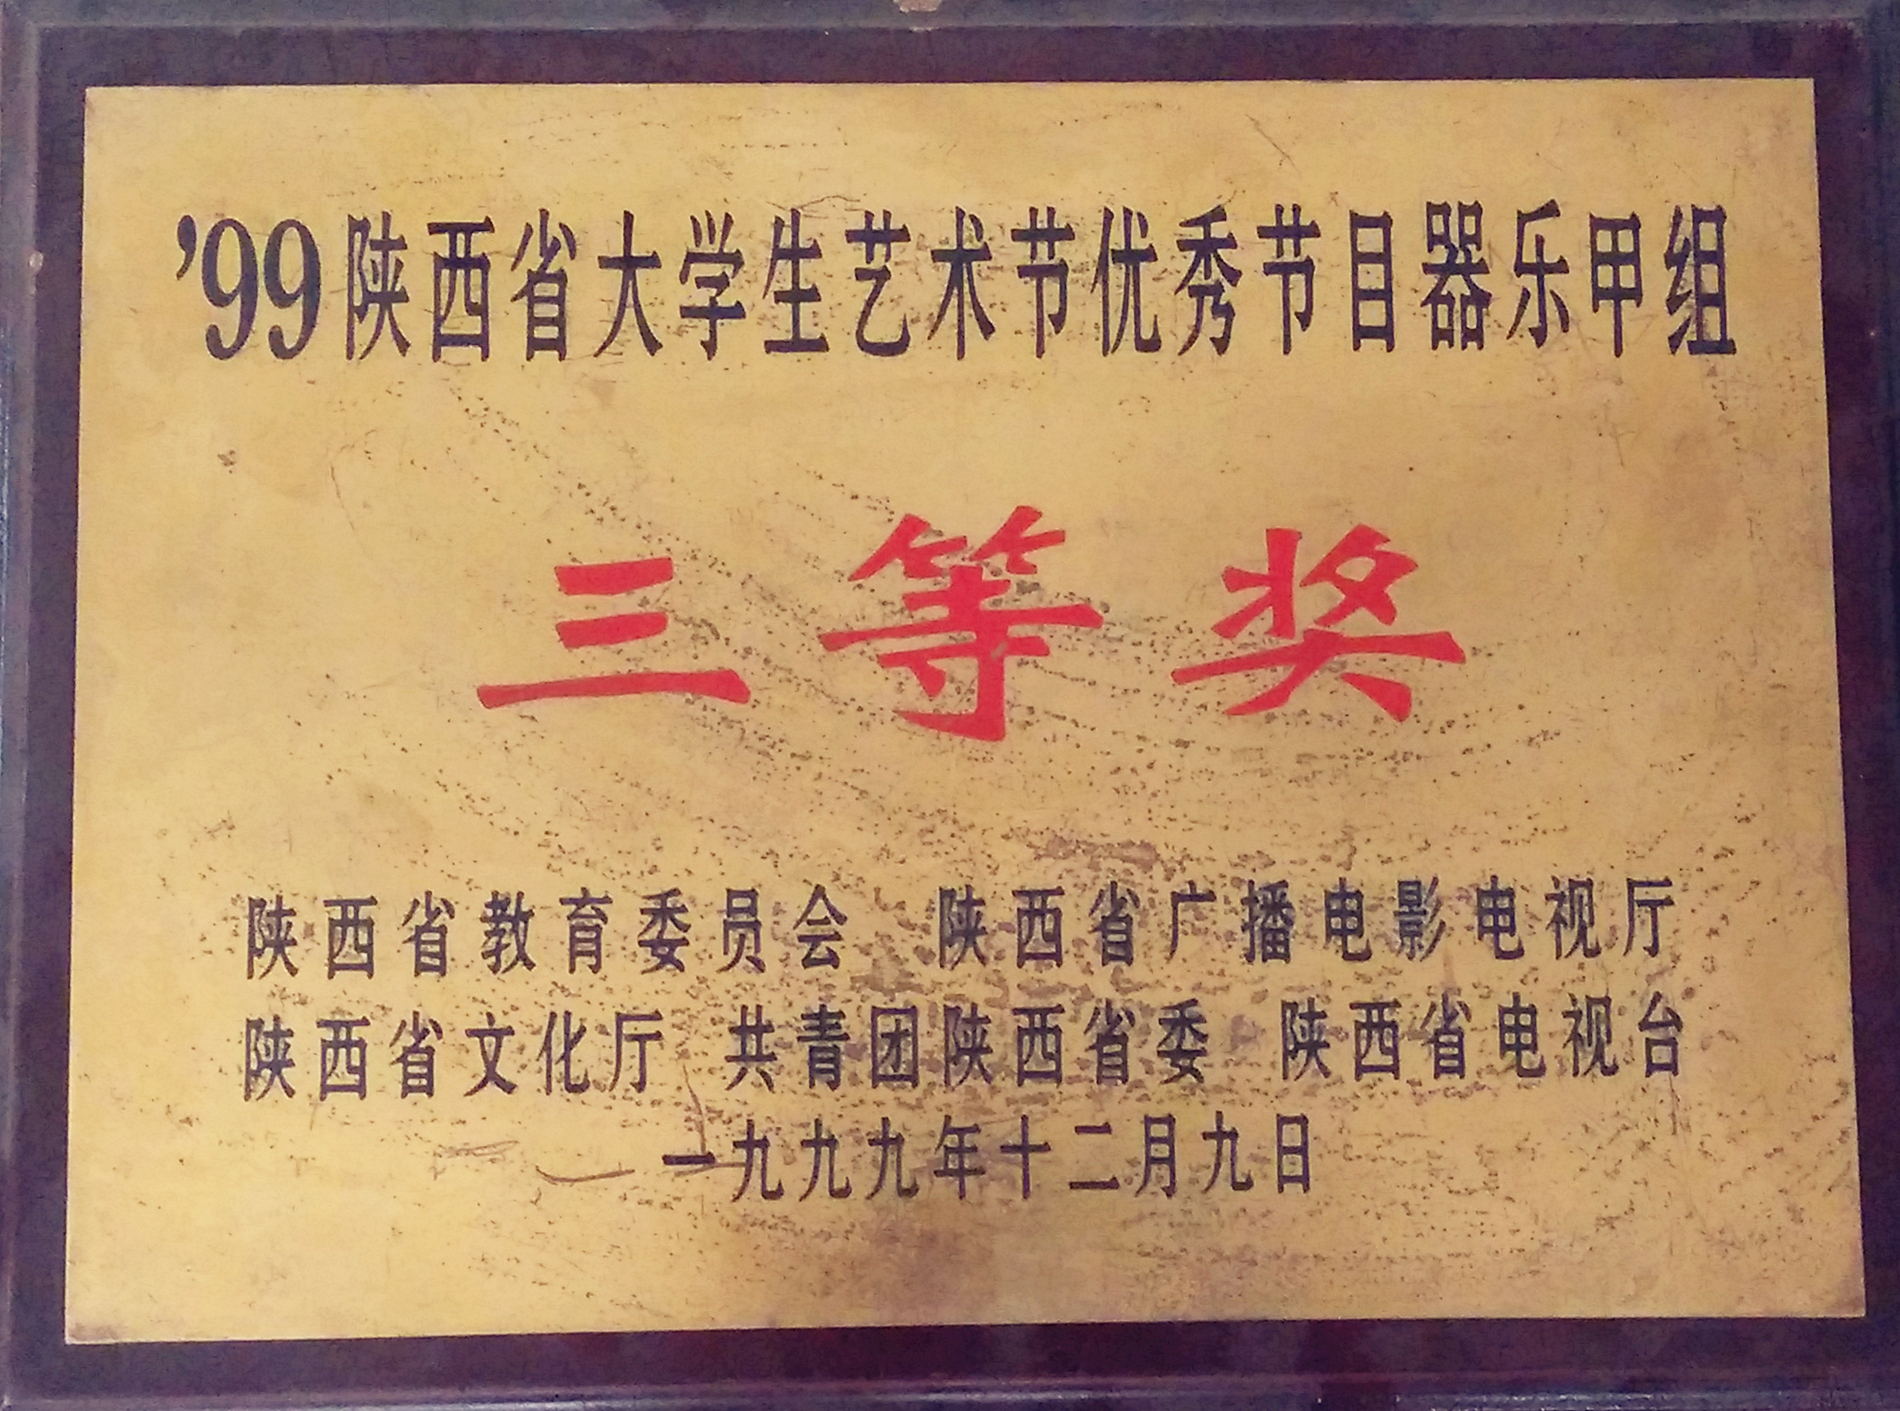 '99陕西省大学生艺术节优秀节目器乐甲组
三等奖
陕西省教育委员会 陕西省广播电影电视厅
陕西省文化厅 共青团陕西省委 陕西省电视台
一九九九年十二月九日